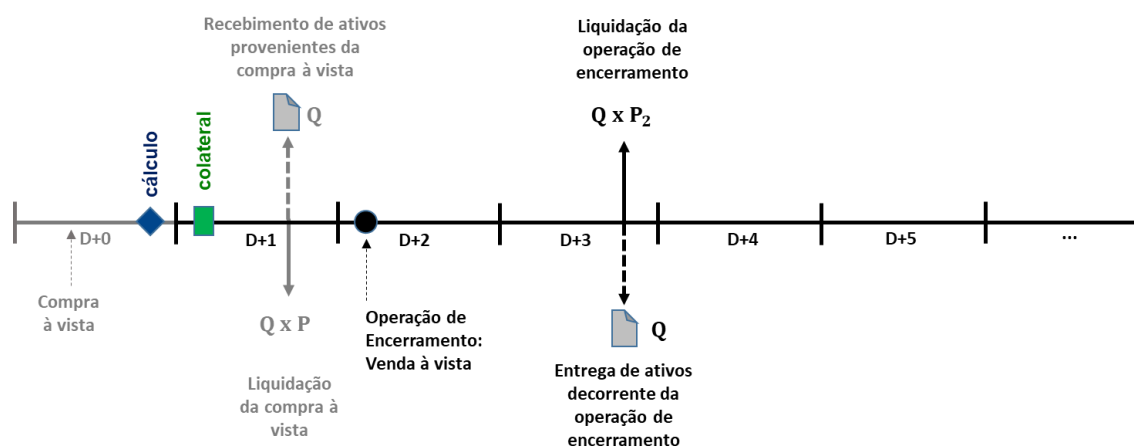 Recebimento de ativos
provenientes da
compra à vista
Q
Liquidação da
operação de
encerramento
Q x P₂
cálculo
colateral
D+0
D+1
D+2
D+3
D+4
D+5
...
Compra
à vista
Q x P
Liquidação
da compra à
vista
Operação de
Encerramento:
Venda à vista
Q
Entrega de ativos
decorrente da
operação de
encerramento